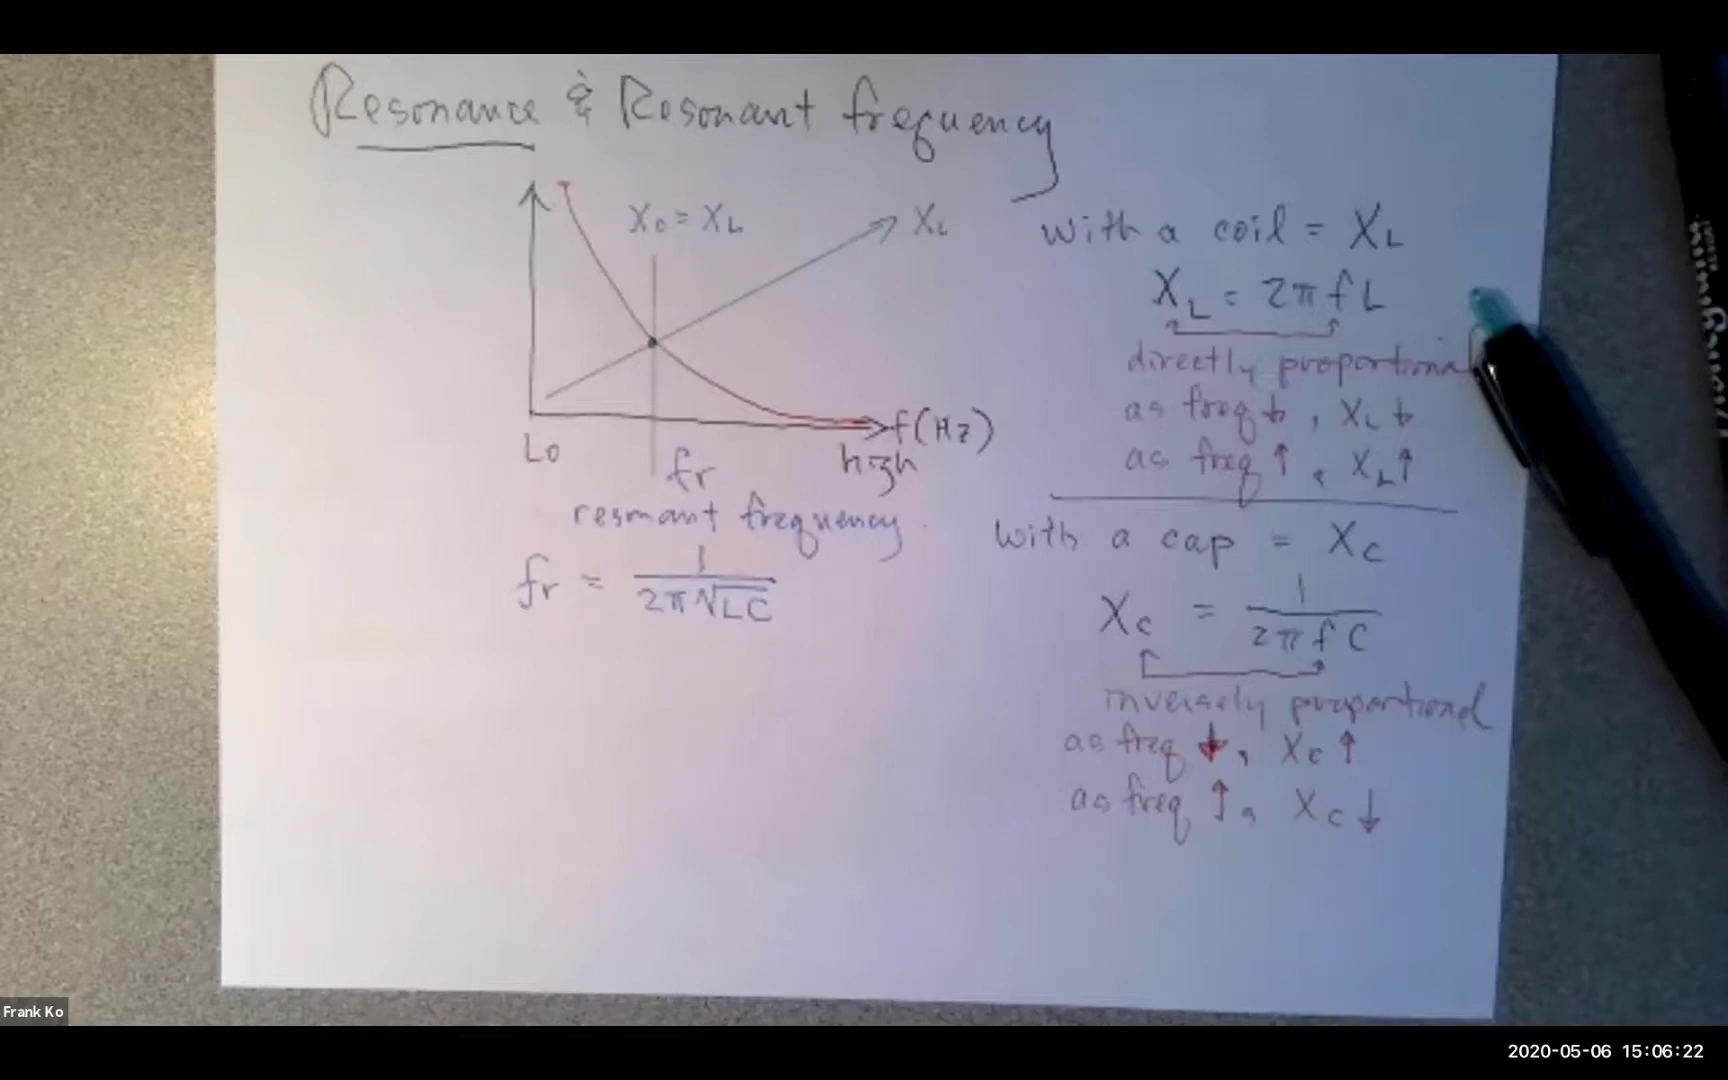 Resonance & Resonant frequency
Xc = XL
XL
f(Hz)
Lo
high
fr
resonant frequency
fr = 1/2π√LC
with a coil = XL
XL = 2πfL
directly proportional
as freq ↓, XL ↓
as freq ↑, XL ↑
with a cap = Xc
Xc = 1/2πfC
inversely proportional
as freq ↓, Xc ↑
as freq ↑, Xc ↓
Frank Ko
2020-05-06 15:06:22